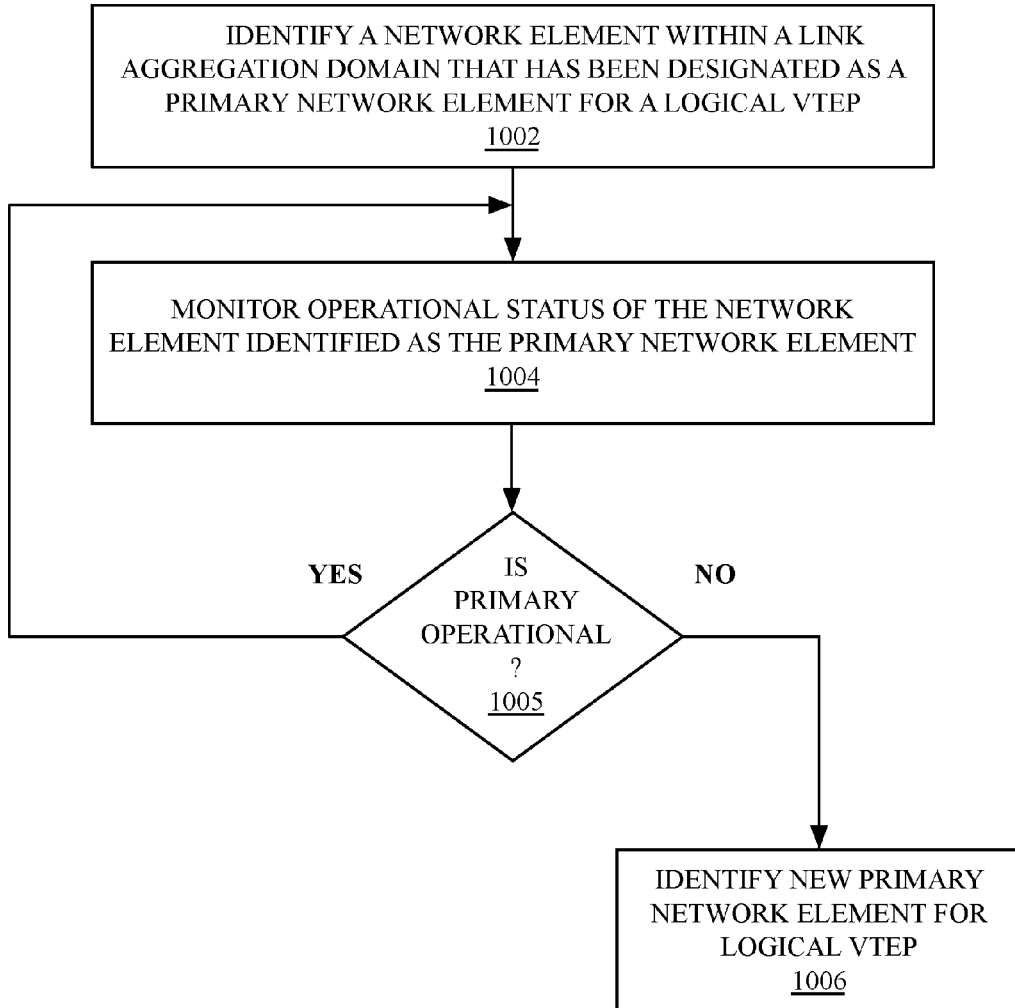 IDENTIFY A NETWORK ELEMENT WITHIN A LINK
AGGREGATION DOMAIN THAT HAS BEEN DESIGNATED AS A
PRIMARY NETWORK ELEMENT FOR A LOGICAL VTEP
1002
MONITOR OPERATIONAL STATUS OF THE NETWORK
ELEMENT IDENTIFIED AS THE PRIMARY NETWORK ELEMENT
1004
YES
NO
IS
PRIMARY
OPERATIONAL
?
1005
IDENTIFY NEW PRIMARY
NETWORK ELEMENT FOR
LOGICAL VTEP
1006